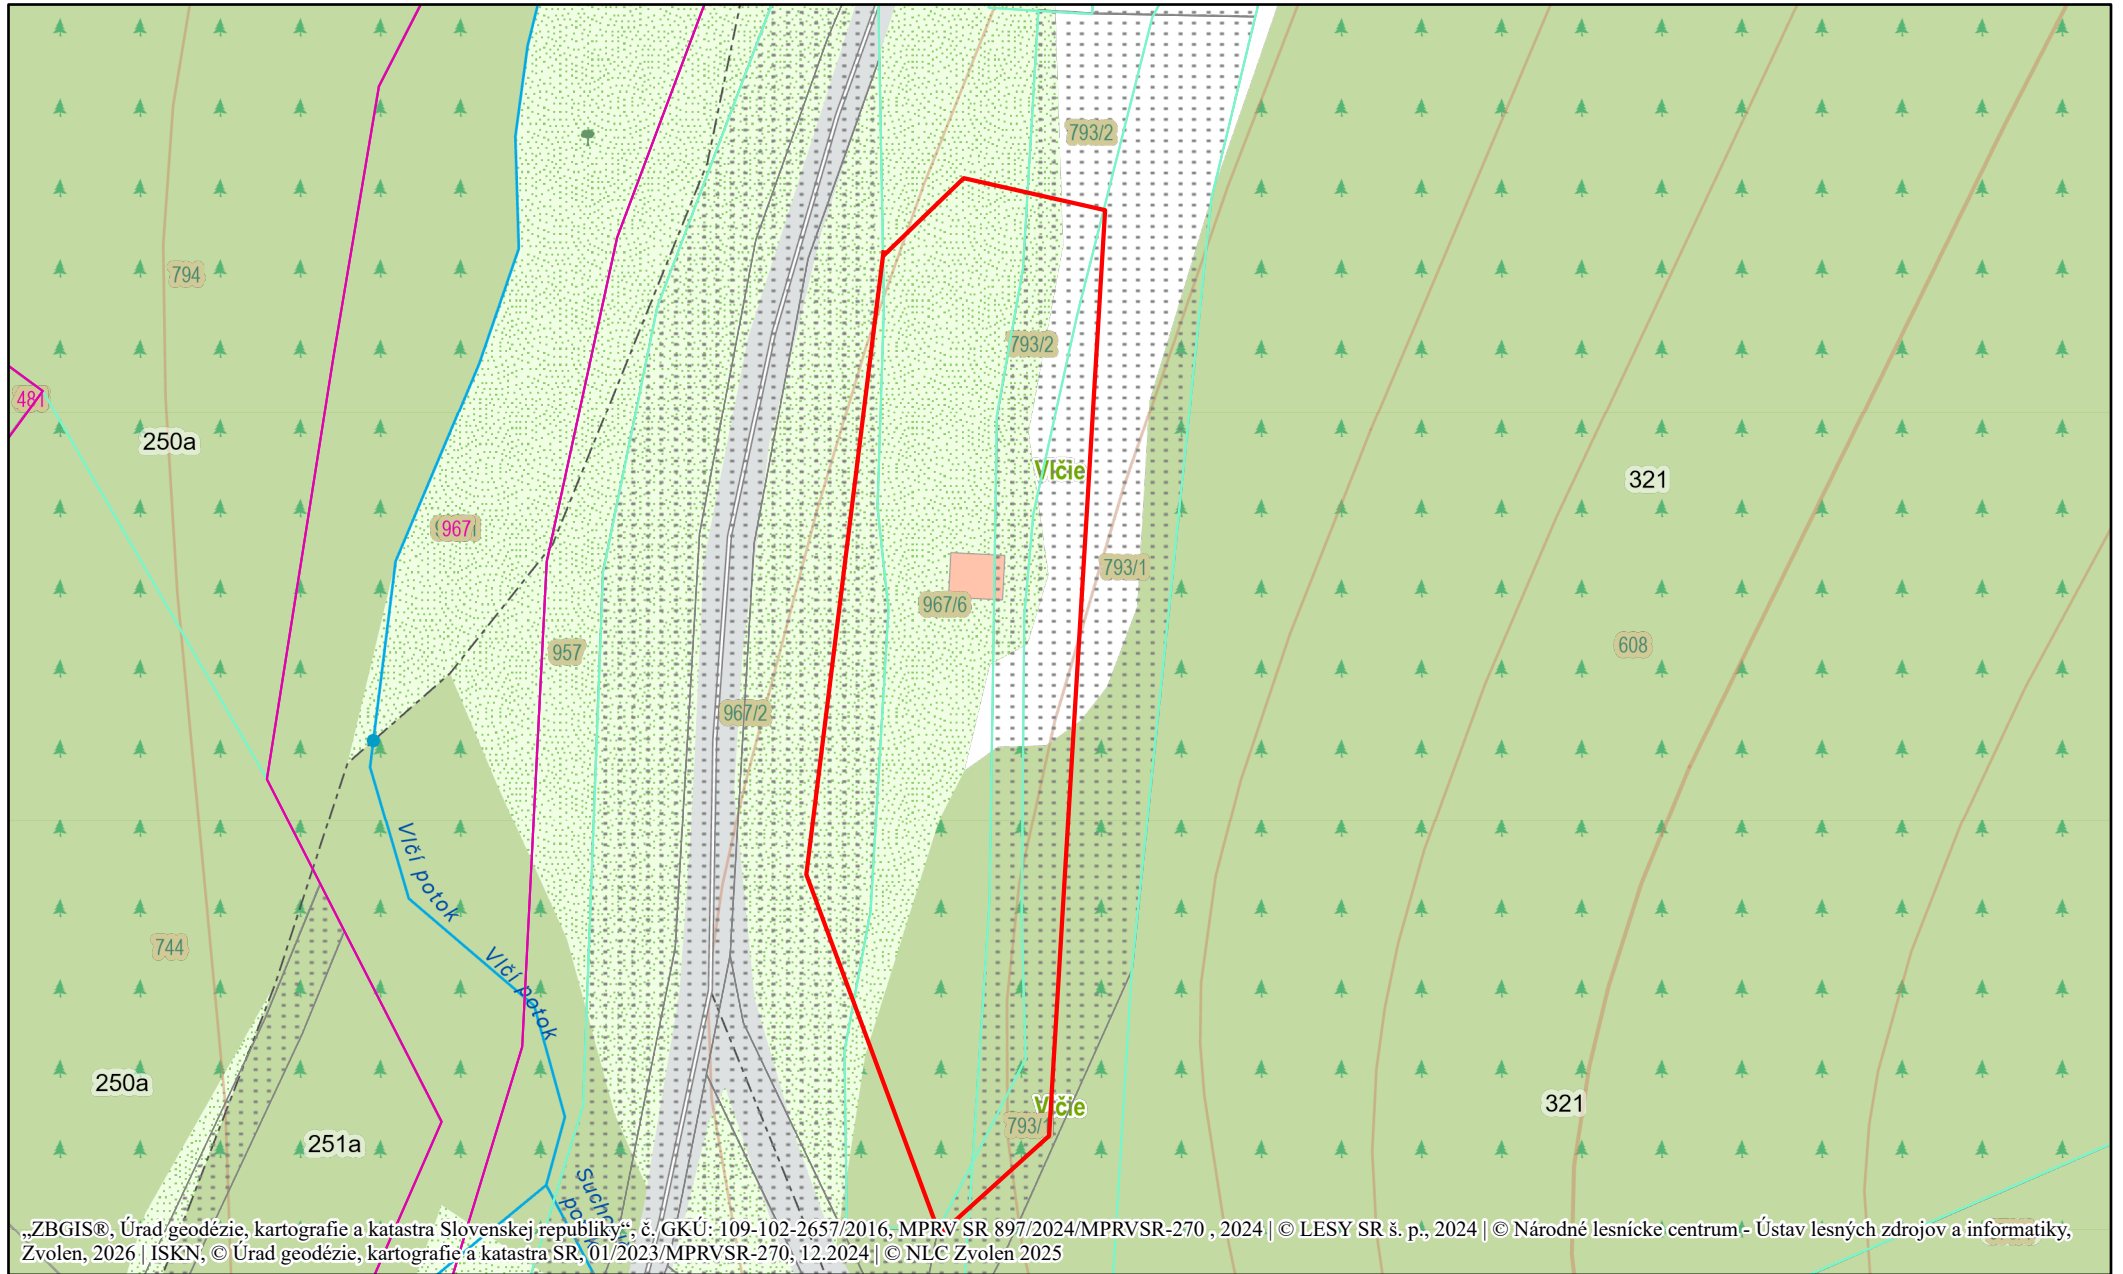 793/2
794
793/2
481
250a
Vlčie
321
967
793/1
967/6
608
957
967/2
Vlčí potok
744
Vlčí potok
250a
321
Vlčie
793/
251a
„ZBGIS®, Úrad geodézie, kartografie a katastra Slovenskej republiky“, č. GKÚ: 109-102-2657/2016, MPRV SR 897/2024/MPRVSR-270 , 2024 | © LESY SR š. p., 2024 | © Národné lesnícke centrum - Ústav lesných zdrojov a informatiky,
Zvolen, 2026 | ISKN, © Úrad geodézie, kartografie a katastra SR, 01/2023/MPRVSR-270, 12.2024 | © NLC Zvolen 2025